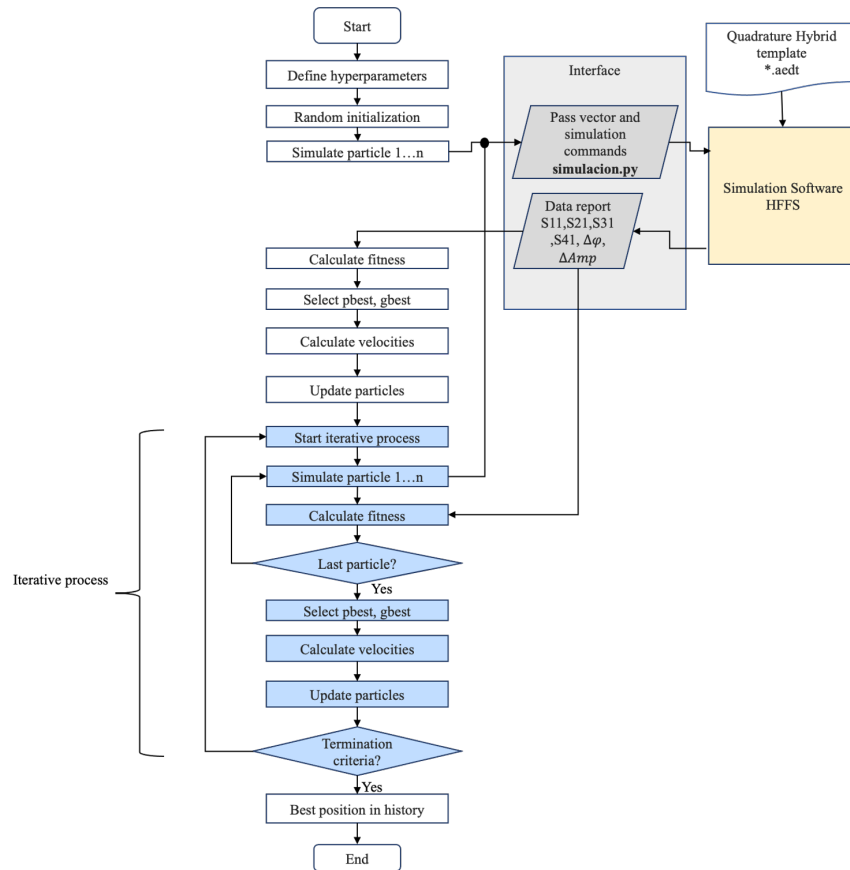 Start
Define hyperparameters
Random initialization
Simulate particle 1…n
Interface
Pass vector and
simulation
commands
simulacion.py
Quadrature Hybrid
template
*.aedt
Simulation Software
HFFS
Data report
S11,S21,S31
,S41, Δφ,
ΔAmp
Calculate fitness
Select pbest, gbest
Calculate velocities
Update particles
Iterative process
Start iterative process
Simulate particle 1…n
Calculate fitness
Last particle?
Yes
Select pbest, gbest
Calculate velocities
Update particles
Termination
criteria?
Yes
Best position in history
End